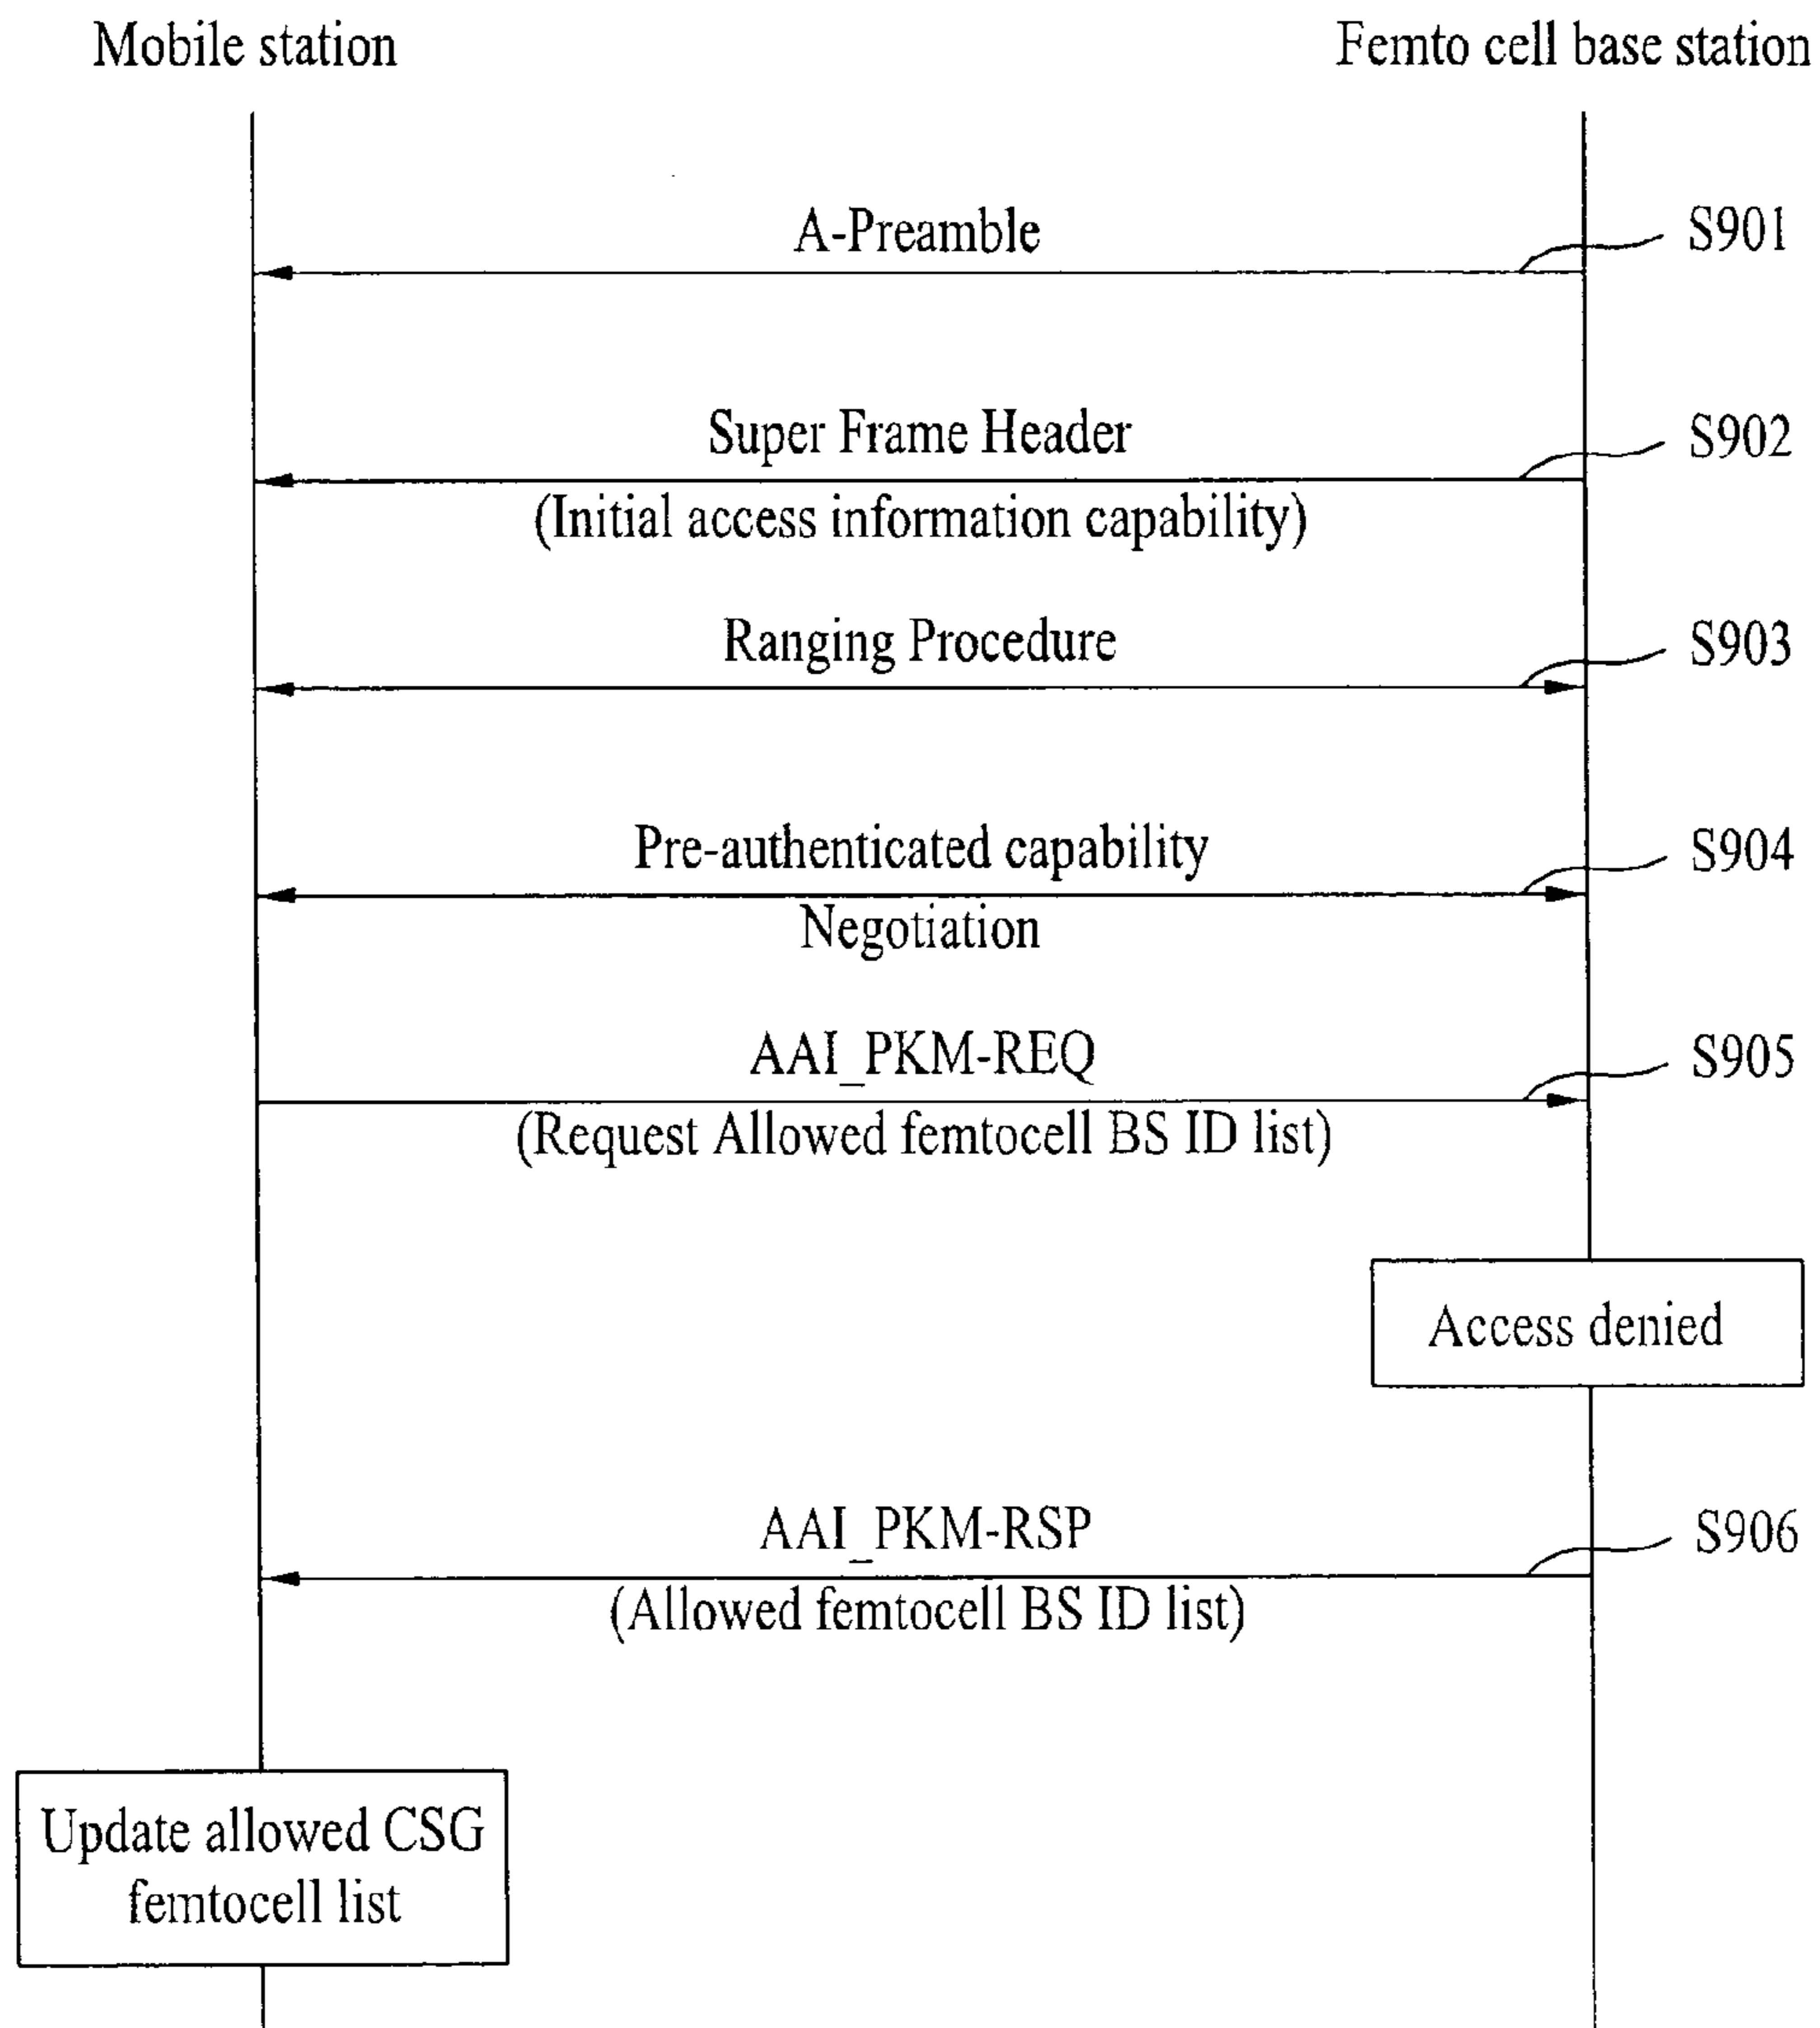 Mobile station
Femto cell base station
A-Preamble
S901
Super Frame Header
S902
(Initial access information capability)
Ranging Procedure
S903
Pre-authenticated capability
S904
Negotiation
AAI_PKM-REQ
S905
(Request Allowed femtocell BS ID list)
Access denied
AAI_PKM-RSP
S906
(Allowed femtocell BS ID list)
Update allowed CSG
femtocell list